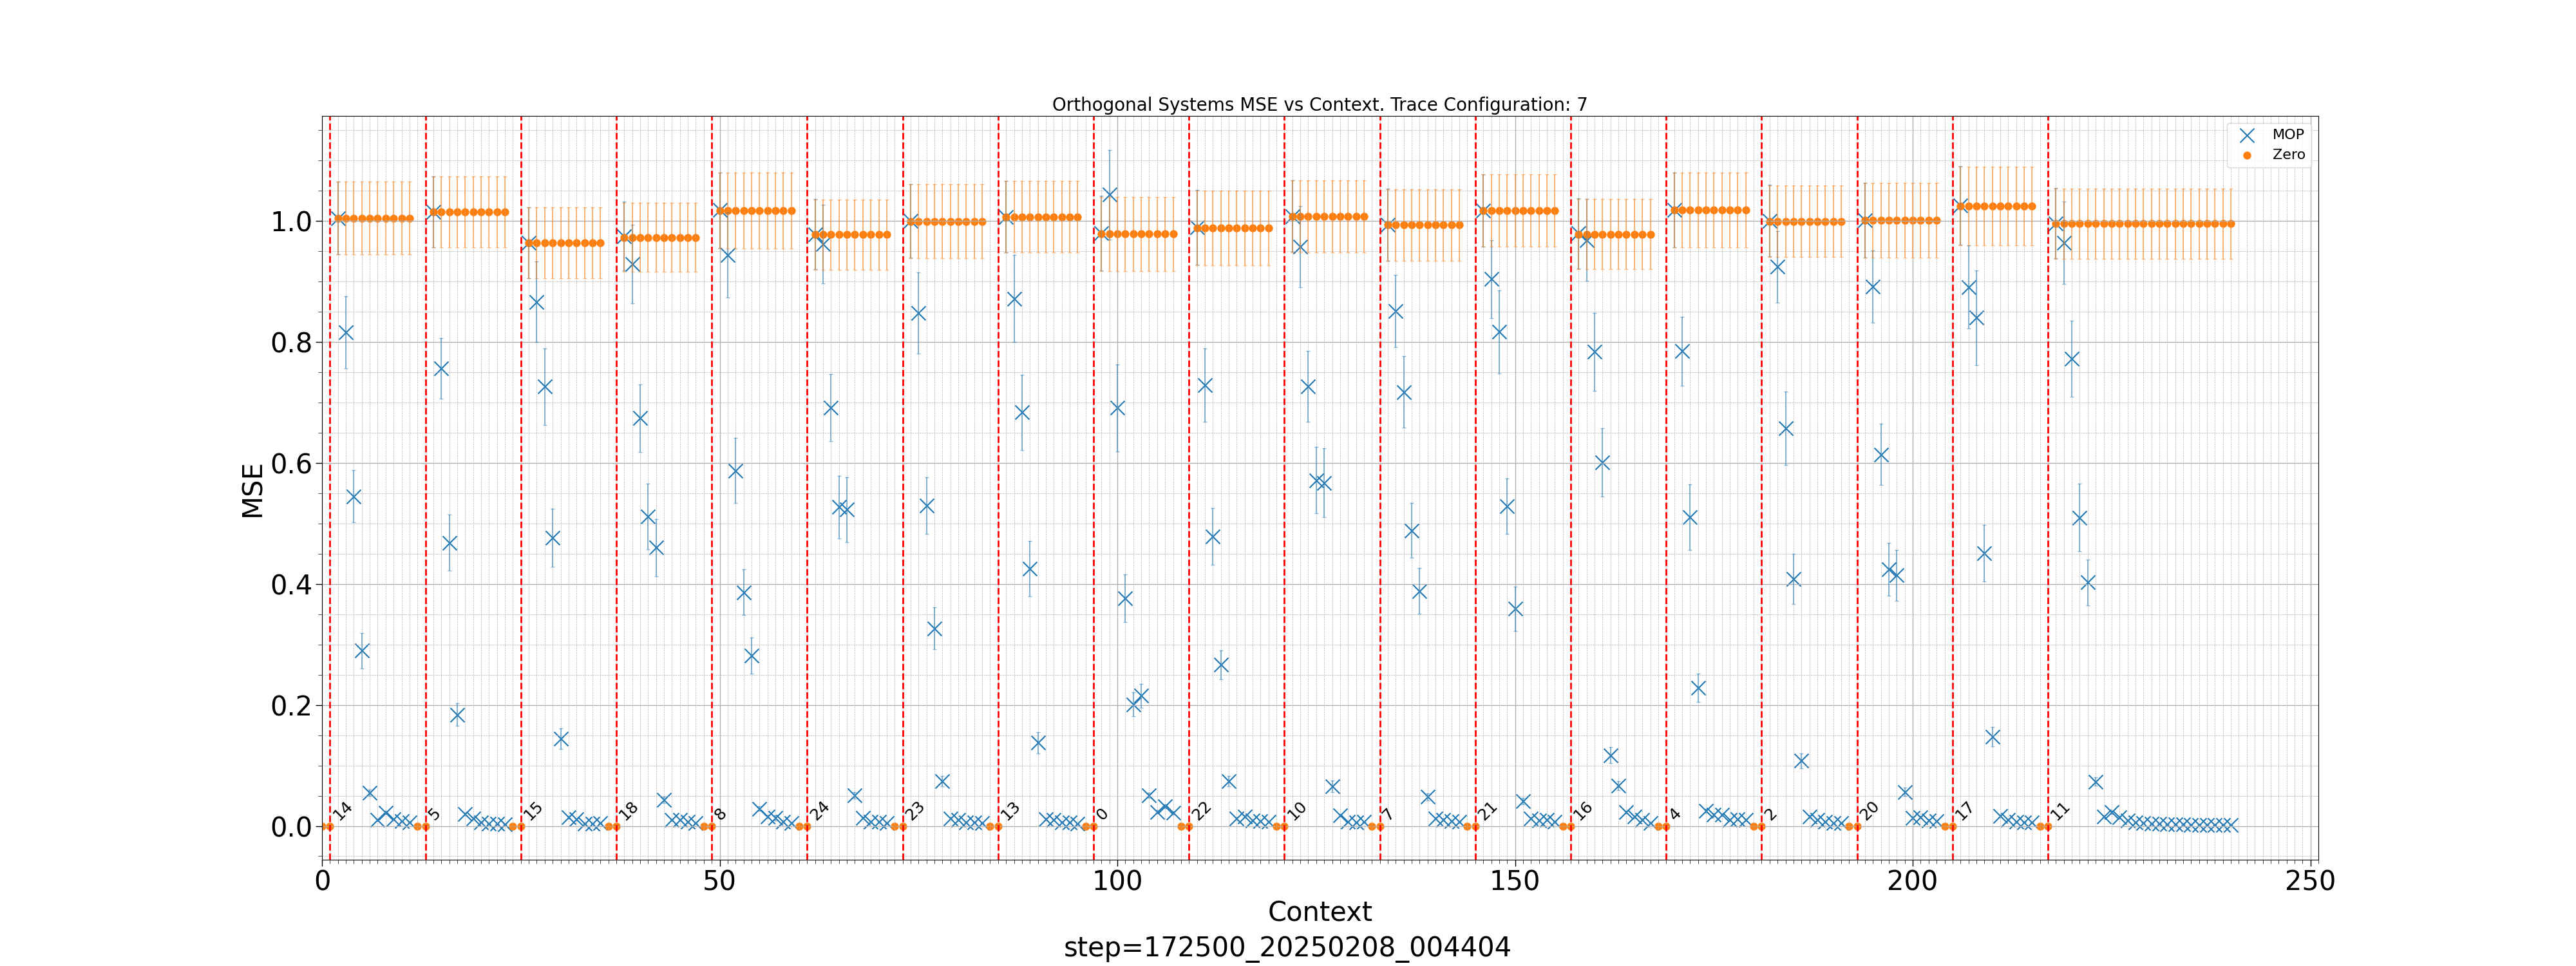 Orthogonal Systems MSE vs Context. Trace Configuration: 7
MOP
Zero
MSE
1.0
0.8
0.6
0.4
0.2
0.0
14 5 15 18 8 24 23 13 0 22 10 7 21 16 4 2 20 17 11
0 50 100 150 200 250
Context
step=172500_20250208_004404